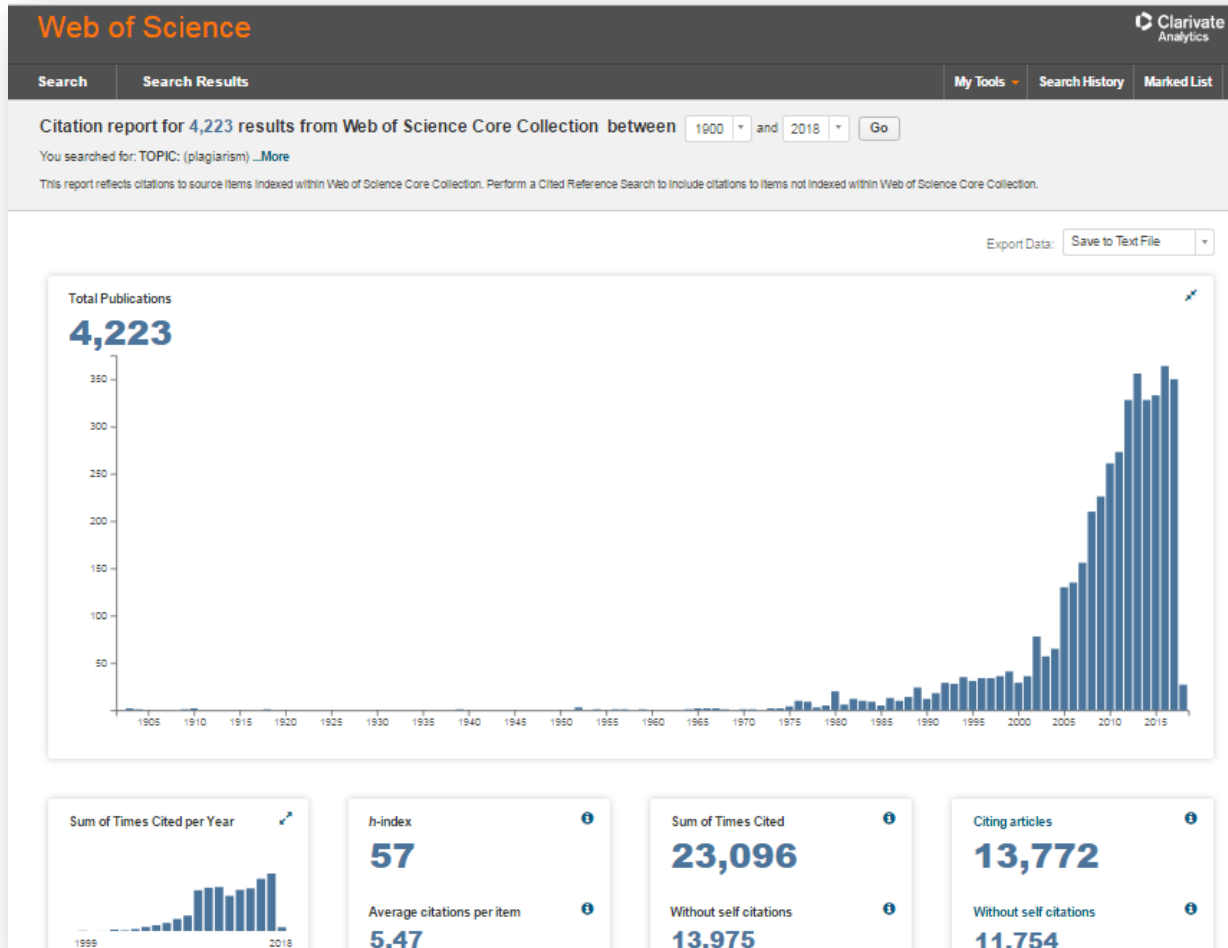 Web of Science
Clarivate
Analytics
Search Search Results My Tools Search History Marked List
Citation report for 4,223 results from Web of Science Core Collection between 1900 and 2018 Go
You searched for: TOPIC: (plagiarism) ...More
This report reflects citations to source items indexed within Web of Science Core Collection. Perform a Cited Reference Search to include citations to items not indexed within Web of Science Core Collection.
Export Data: Save to Text File
Total Publications
4,223
350
300
250
200
150
100
50
1905 1910 1915 1920 1925 1930 1935 1940 1945 1950 1955 1960 1965 1970 1975 1980 1985 1990 1995 2000 2005 2010 2015
Sum of Times Cited per Year
1999 2018
h-index
57
Average citations per item
5.47
Sum of Times Cited
23,096
Without self citations
13,975
Citing articles
13,772
Without self citations
11,754